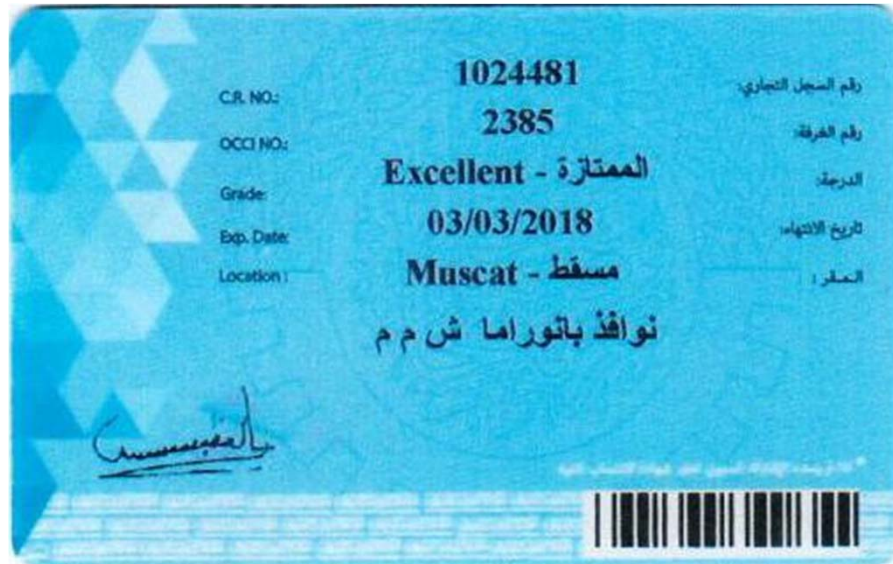 C.R. NO.: 1024481 رقم السجل التجاري:
OCCI NO.: 2385 رقم الغرفة:
Grade: Excellent - الممتازة الدرجة:
Exp. Date: 03/03/2018 تاريخ الانتهاء:
Location : Muscat - مسقط المقر :
نوافذ بانوراما ش م م